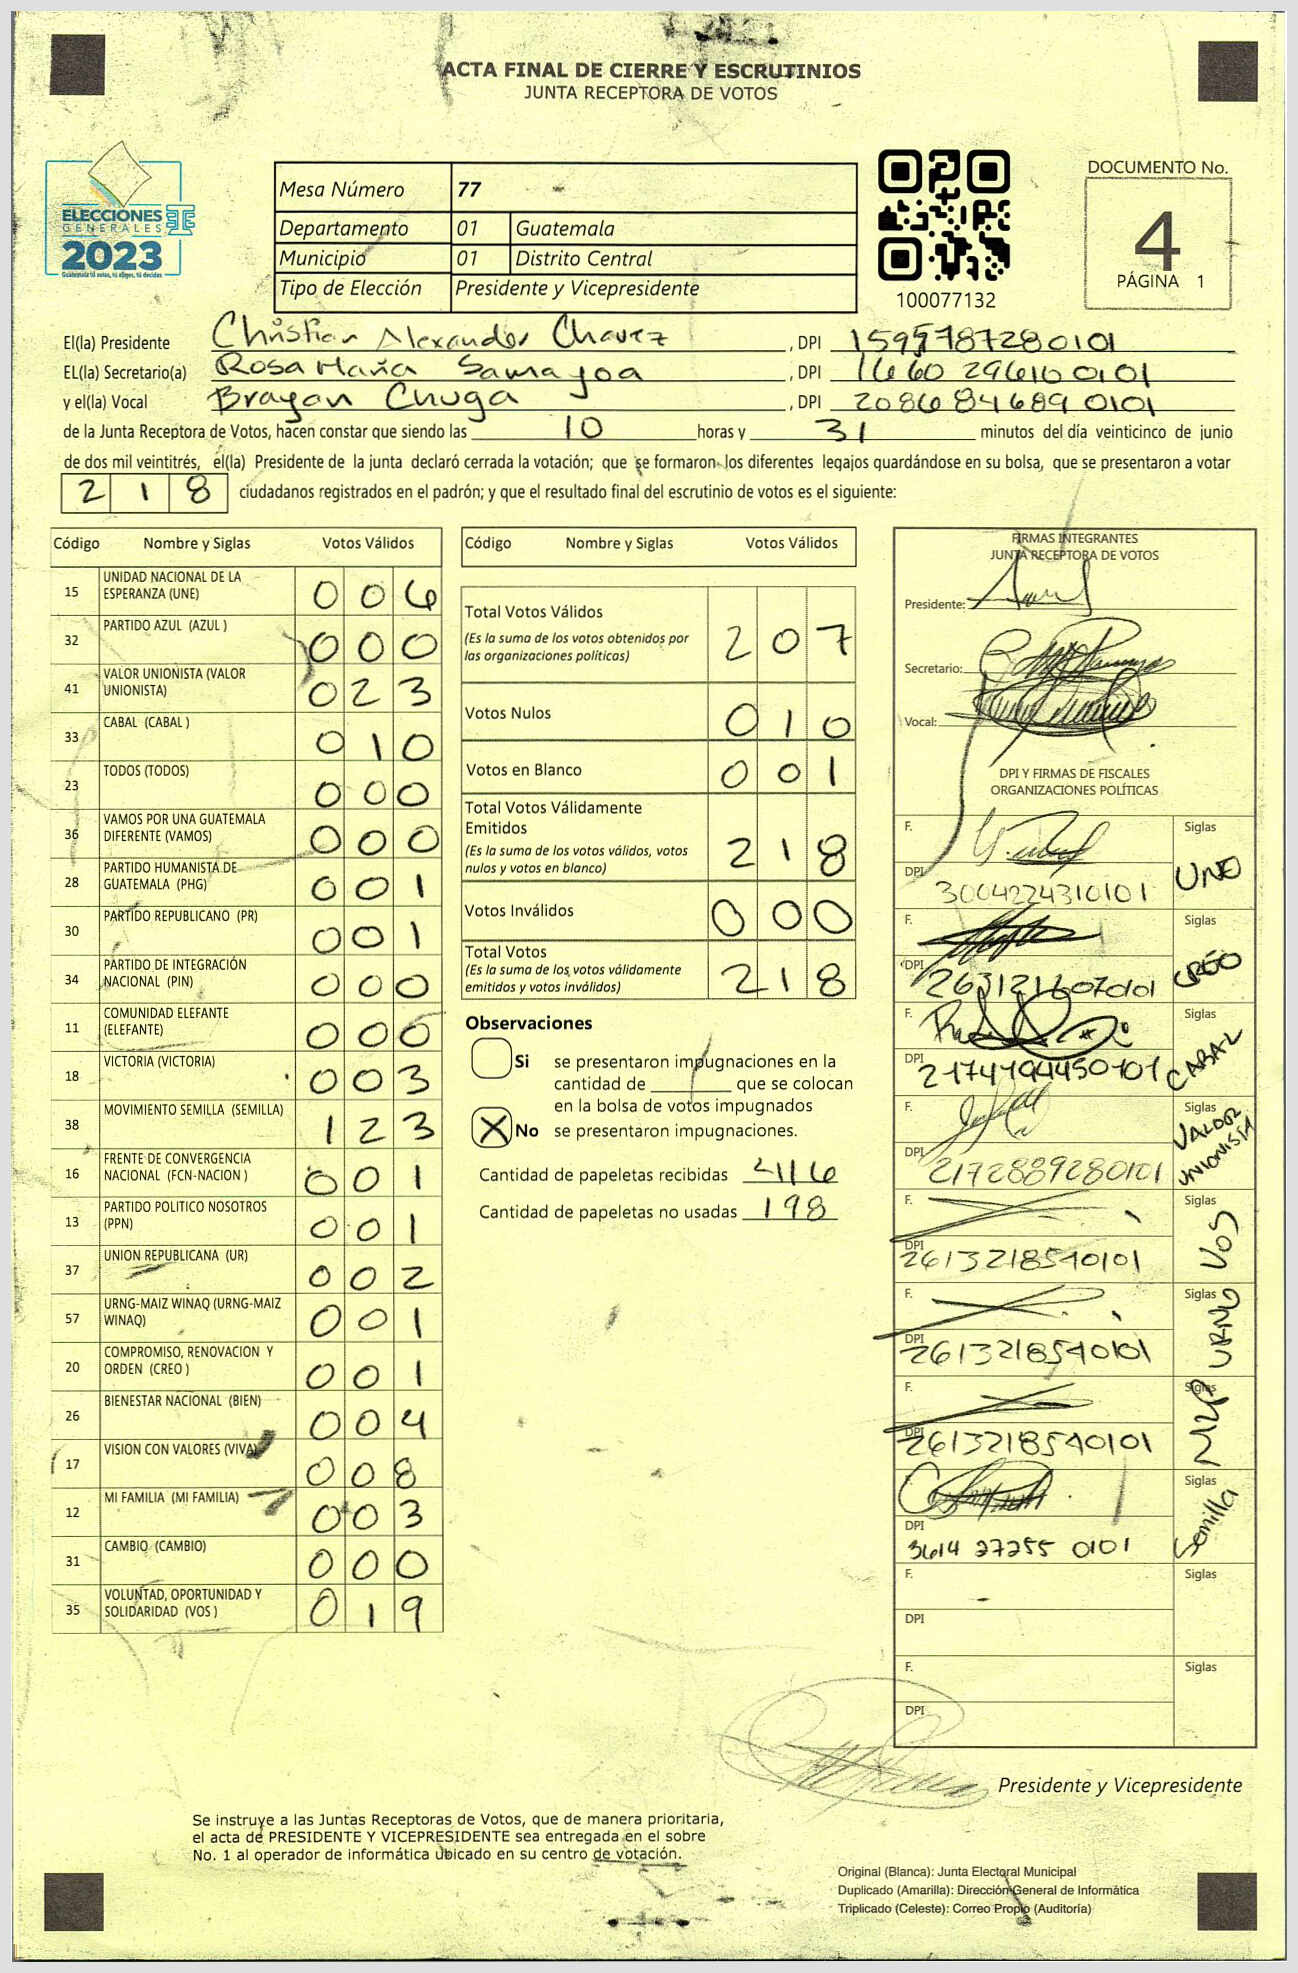 ACTA FINAL DE CIERRE Y ESCRUTINIOS
JUNTA RECEPTORA DE VOTOS
ELECCIONES
GENERALES
2023
Guatemala tú votas, tú eliges, tú decides
Mesa Número 77
Departamento 01 Guatemala
Municipio 01 Distrito Central
Tipo de Elección Presidente y Vicepresidente
100077132
DOCUMENTO No.
4
PÁGINA 1
El(la) Presidente Christian Alexander Chavez , DPI 1595787280101
EL(la) Secretario(a) Rosa María Samayoa , DPI 1660 296100101
y el(la) Vocal Brayan Chuga , DPI 2086846890101
de la Junta Receptora de Votos, hacen constar que siendo las 10 horas y 31 minutos del día veinticinco de junio
de dos mil veintitrés, el(la) Presidente de la junta declaró cerrada la votación; que se formaron los diferentes legajos guardándose en su bolsa, que se presentaron a votar
218 ciudadanos registrados en el padrón; y que el resultado final del escrutinio de votos es el siguiente:
Código Nombre y Siglas Votos Válidos
15 UNIDAD NACIONAL DE LA
ESPERANZA (UNE) 0 0 6
32 PARTIDO AZUL (AZUL ) 0 0 0
41 VALOR UNIONISTA (VALOR
UNIONISTA) 0 2 3
33 CABAL (CABAL ) 0 1 0
23 TODOS (TODOS) 0 0 0
36 VAMOS POR UNA GUATEMALA
DIFERENTE (VAMOS) 0 0 0
28 PARTIDO HUMANISTA DE
GUATEMALA (PHG) 0 0 1
30 PARTIDO REPUBLICANO (PR) 0 0 1
34 PARTIDO DE INTEGRACIÓN
NACIONAL (PIN) 0 0 0
11 COMUNIDAD ELEFANTE
(ELEFANTE) 0 0 0
18 VICTORIA (VICTORIA) 0 0 3
38 MOVIMIENTO SEMILLA (SEMILLA) 1 2 3
16 FRENTE DE CONVERGENCIA
NACIONAL (FCN-NACION ) 0 0 1
13 PARTIDO POLITICO NOSOTROS
(PPN) 0 0 1
37 UNION REPUBLICANA (UR) 0 0 2
57 URNG-MAIZ WINAQ (URNG-MAIZ
WINAQ) 0 0 1
20 COMPROMISO, RENOVACION Y
ORDEN (CREO ) 0 0 1
26 BIENESTAR NACIONAL (BIEN) 0 0 4
17 VISION CON VALORES (VIVA) 0 0 8
12 MI FAMILIA (MI FAMILIA) 0 0 3
31 CAMBIO (CAMBIO) 0 0 0
35 VOLUNTAD, OPORTUNIDAD Y
SOLIDARIDAD (VOS ) 0 1 9
Código Nombre y Siglas Votos Válidos
Total Votos Válidos 2 0 7
(Es la suma de los votos obtenidos por
las organizaciones políticas)
Votos Nulos 0 1 0
Votos en Blanco 0 0 1
Total Votos Válidamente
Emitidos 2 1 8
(Es la suma de los votos válidos, votos
nulos y votos en blanco)
Votos Inválidos 0 0 0
Total Votos 2 1 8
(Es la suma de los votos válidamente
emitidos y votos inválidos)
Observaciones
Si se presentaron impugnaciones en la
cantidad de ________ que se colocan
en la bolsa de votos impugnados
X No se presentaron impugnaciones.
Cantidad de papeletas recibidas 416
Cantidad de papeletas no usadas 198
FIRMAS INTEGRANTES
JUNTA RECEPTORA DE VOTOS
Presidente:
Secretario:
Vocal:
DPI Y FIRMAS DE FISCALES
ORGANIZACIONES POLÍTICAS
F. Siglas UNE
DPI 3004224310101
F. Siglas CREO
DPI 2631216070101
F. Siglas CABAL
DPI 2174194450101
F. Siglas VALOR UNIONISTA
DPI 2172889280101
F. Siglas VOS
DPI 2613218540101
F. Siglas URNG
DPI 2613218540101
F. Siglas MLP
DPI 2613218540101
F. Siglas Semilla
DPI 3614 27255 0101
F. Siglas
DPI
F. Siglas
DPI
Presidente y Vicepresidente
Se instruye a las Juntas Receptoras de Votos, que de manera prioritaria,
el acta de PRESIDENTE Y VICEPRESIDENTE sea entregada en el sobre
No. 1 al operador de informática ubicado en su centro de votación.
Original (Blanca): Junta Electoral Municipal
Duplicado (Amarilla): Dirección General de Informática
Triplicado (Celeste): Correo Propio (Auditoría)